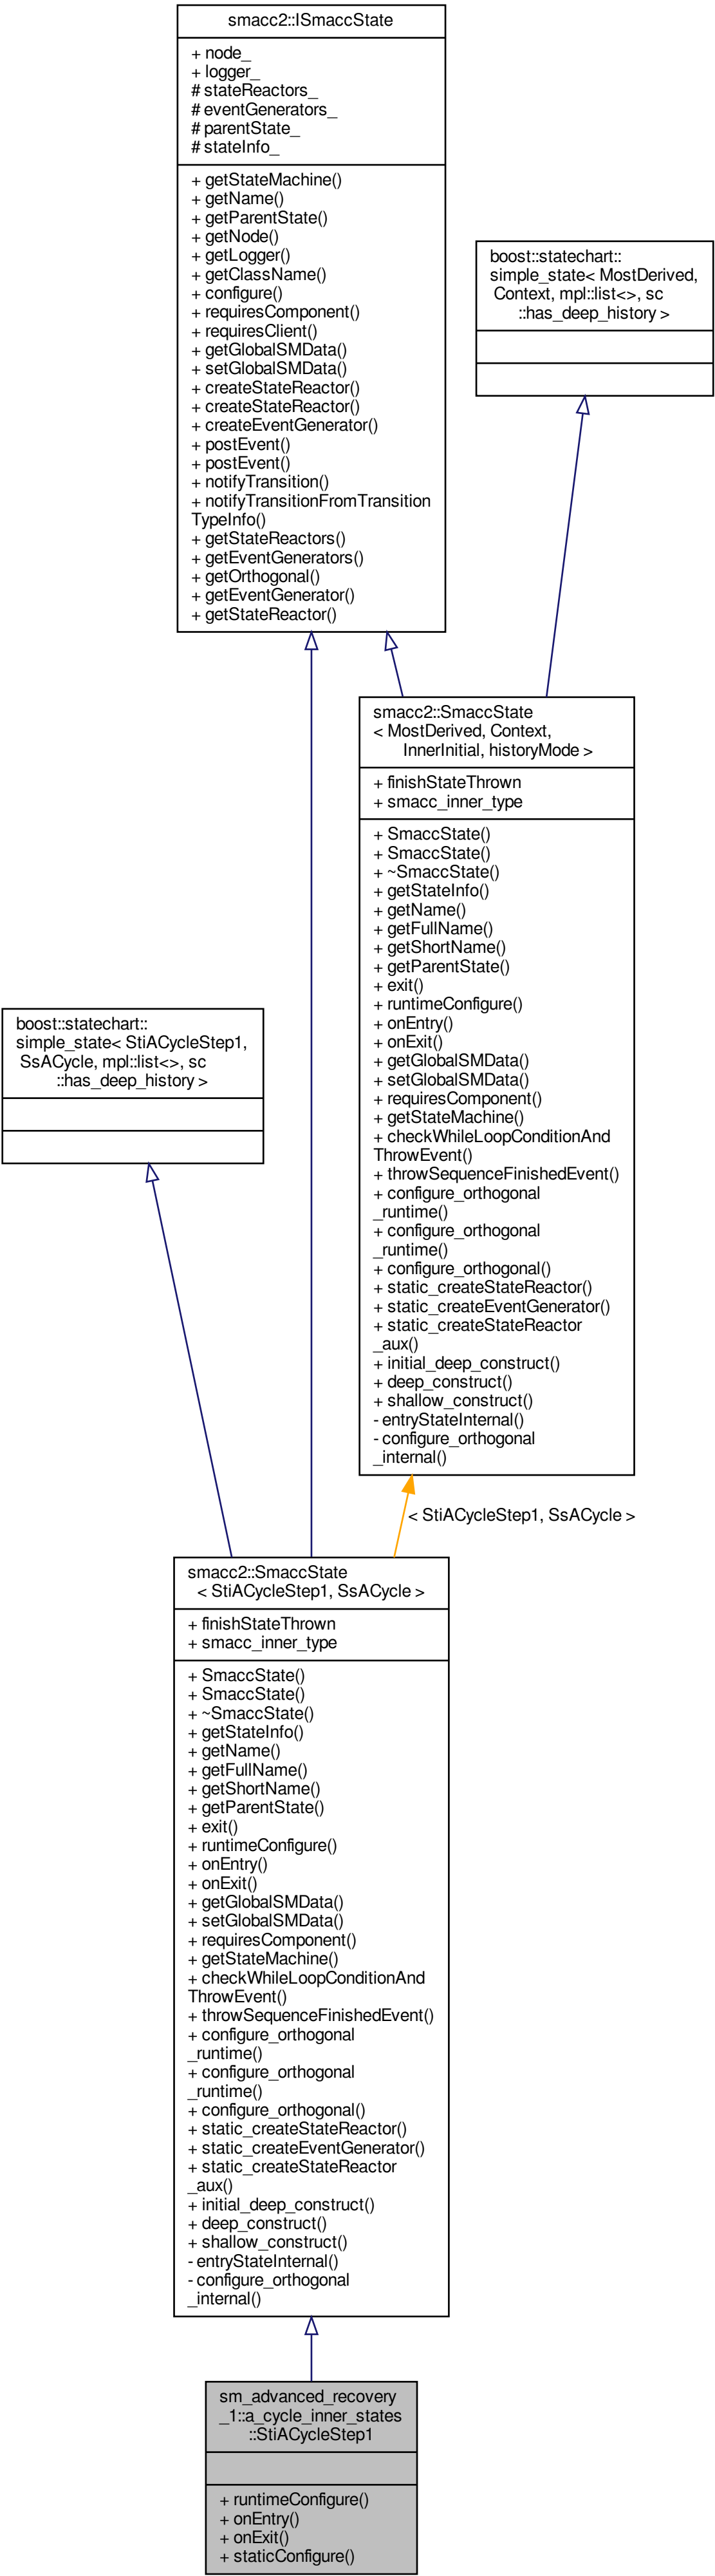 smacc2::ISmaccState
+ node_
+ logger_
# stateReactors_
# eventGenerators_
# parentState_
# stateInfo_
+ getStateMachine()
+ getName()
+ getParentState()
+ getNode()
+ getLogger()
+ getClassName()
+ configure()
+ requiresComponent()
+ requiresClient()
+ getGlobalSMData()
+ setGlobalSMData()
+ createStateReactor()
+ createStateReactor()
+ createEventGenerator()
+ postEvent()
+ postEvent()
+ notifyTransition()
+ notifyTransitionFromTransition
TypeInfo()
+ getStateReactors()
+ getEventGenerators()
+ getOrthogonal()
+ getEventGenerator()
+ getStateReactor()
boost::statechart::
simple_state< MostDerived,
Context, mpl::list<>, sc
::has_deep_history >
smacc2::SmaccState
< MostDerived, Context,
InnerInitial, historyMode >
+ finishStateThrown
+ smacc_inner_type
+ SmaccState()
+ SmaccState()
+ ~SmaccState()
+ getStateInfo()
+ getName()
+ getFullName()
+ getShortName()
+ getParentState()
+ exit()
+ runtimeConfigure()
+ onEntry()
+ onExit()
+ getGlobalSMData()
+ setGlobalSMData()
+ requiresComponent()
+ getStateMachine()
+ checkWhileLoopConditionAnd
ThrowEvent()
+ throwSequenceFinishedEvent()
+ configure_orthogonal
_runtime()
+ configure_orthogonal
_runtime()
+ configure_orthogonal()
+ static_createStateReactor()
+ static_createEventGenerator()
+ static_createStateReactor
_aux()
+ initial_deep_construct()
+ deep_construct()
+ shallow_construct()
- entryStateInternal()
- configure_orthogonal
_internal()
boost::statechart::
simple_state< StiACycleStep1,
SsACycle, mpl::list<>, sc
::has_deep_history >
< StiACycleStep1, SsACycle >
smacc2::SmaccState
< StiACycleStep1, SsACycle >
+ finishStateThrown
+ smacc_inner_type
+ SmaccState()
+ SmaccState()
+ ~SmaccState()
+ getStateInfo()
+ getName()
+ getFullName()
+ getShortName()
+ getParentState()
+ exit()
+ runtimeConfigure()
+ onEntry()
+ onExit()
+ getGlobalSMData()
+ setGlobalSMData()
+ requiresComponent()
+ getStateMachine()
+ checkWhileLoopConditionAnd
ThrowEvent()
+ throwSequenceFinishedEvent()
+ configure_orthogonal
_runtime()
+ configure_orthogonal
_runtime()
+ configure_orthogonal()
+ static_createStateReactor()
+ static_createEventGenerator()
+ static_createStateReactor
_aux()
+ initial_deep_construct()
+ deep_construct()
+ shallow_construct()
- entryStateInternal()
- configure_orthogonal
_internal()
sm_advanced_recovery
_1::a_cycle_inner_states
::StiACycleStep1
+ runtimeConfigure()
+ onEntry()
+ onExit()
+ staticConfigure()